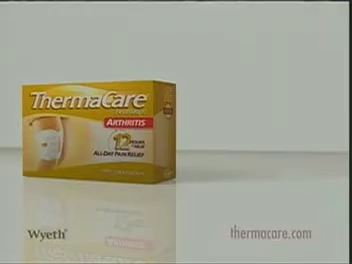 ThermaCare
ARTHRITIS
12 HOURS
ALL-DAY PAIN RELIEF
Wyeth®
thermacare.com